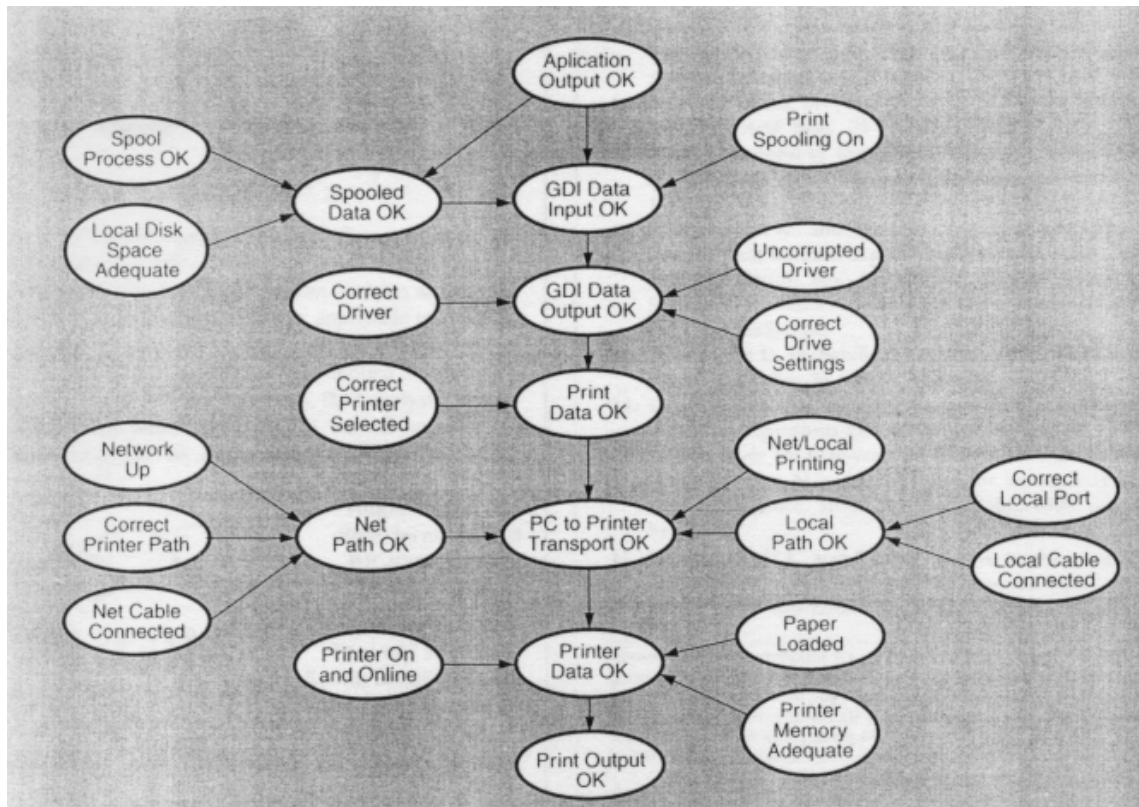 Aplication
Output OK
Spool
Process OK
Print
Spooling On
Spooled
Data OK
GDI Data
Input OK
Local Disk
Space
Adequate
Correct
Driver
GDI Data
Output OK
Uncorrupted
Driver
Correct
Drive
Settings
Correct
Printer
Selected
Print
Data OK
Network
Up
Net/Local
Printing
Correct
Local Port
Correct
Printer Path
Net
Path OK
PC to Printer
Transport OK
Local
Path OK
Local Cable
Connected
Net Cable
Connected
Printer On
and Online
Printer
Data OK
Paper
Loaded
Printer
Memory
Adequate
Print Output
OK